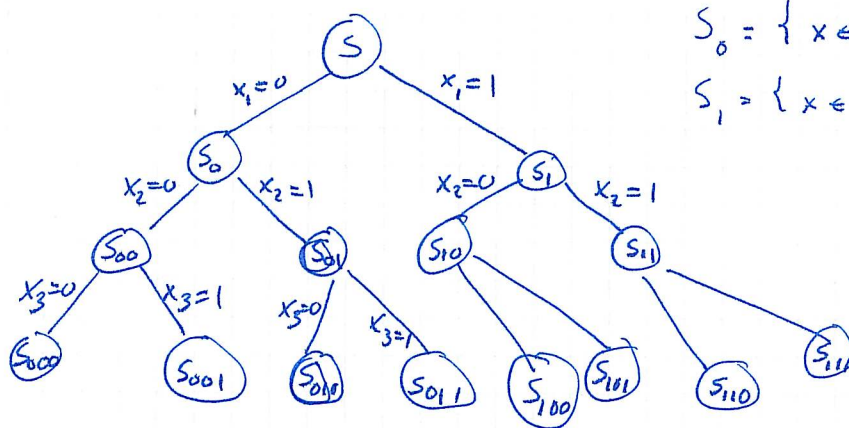 S₀ = { x ∈
S
x₁=0 x₁=1
S₁ = { x ∈
S₀ S₁
x₂=0 x₂=1 x₂=0 x₂=1
S₀₀ S₀₁ S₁₀ S₁₁
x₃=0 x₃=1 x₃=0 x₃=1
S₀₀₀ S₀₀₁ S₀₁₀ S₀₁₁ S₁₀₀ S₁₀₁ S₁₁₀ S₁₁₁